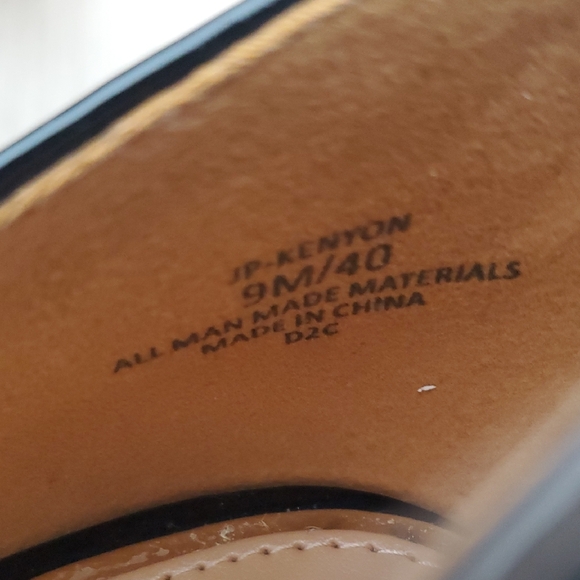 JP-KENYON
9M/40
ALL MAN MADE MATERIALS
MADE IN CHINA
D2C